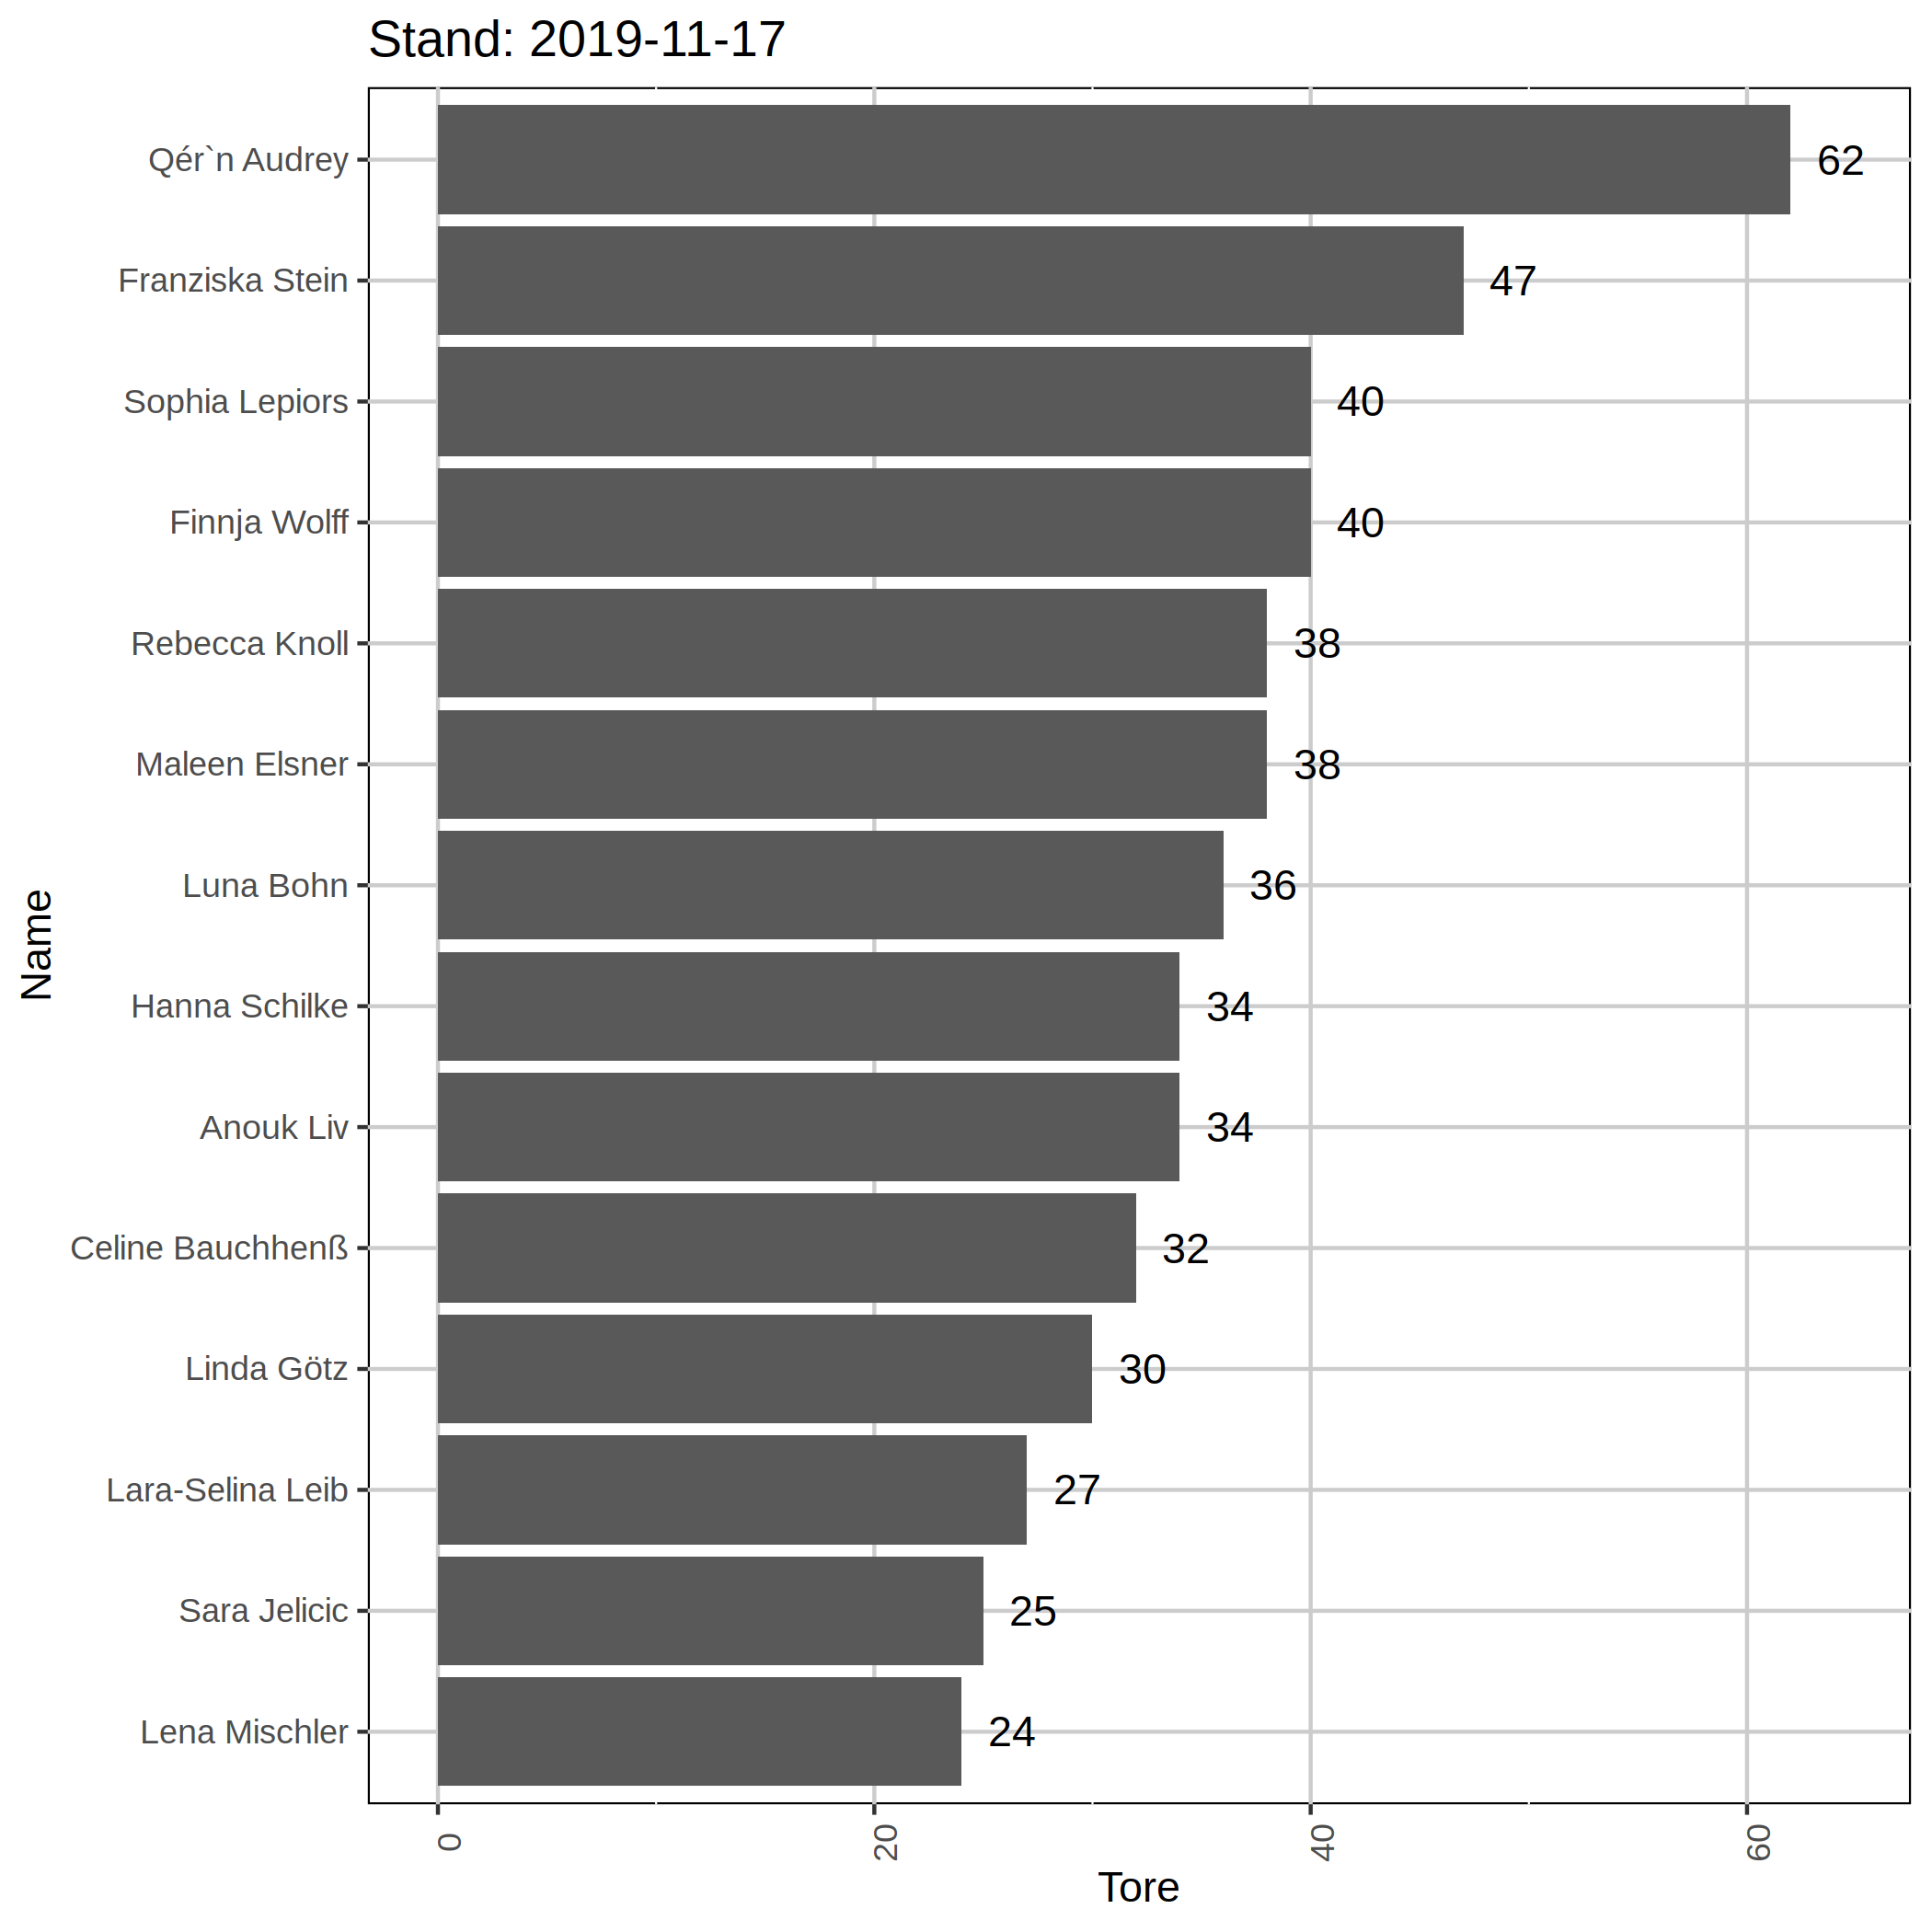 Stand: 2019-11-17
Qér`n Audrey 62
Franziska Stein 47
Sophia Lepiors 40
Finnja Wolff 40
Rebecca Knoll 38
Maleen Elsner 38
Luna Bohn 36
Hanna Schilke 34
Anouk Liv 34
Celine Bauchhenß 32
Linda Götz 30
Lara-Selina Leib 27
Sara Jelicic 25
Lena Mischler 24
Name
0 20 40 60
Tore